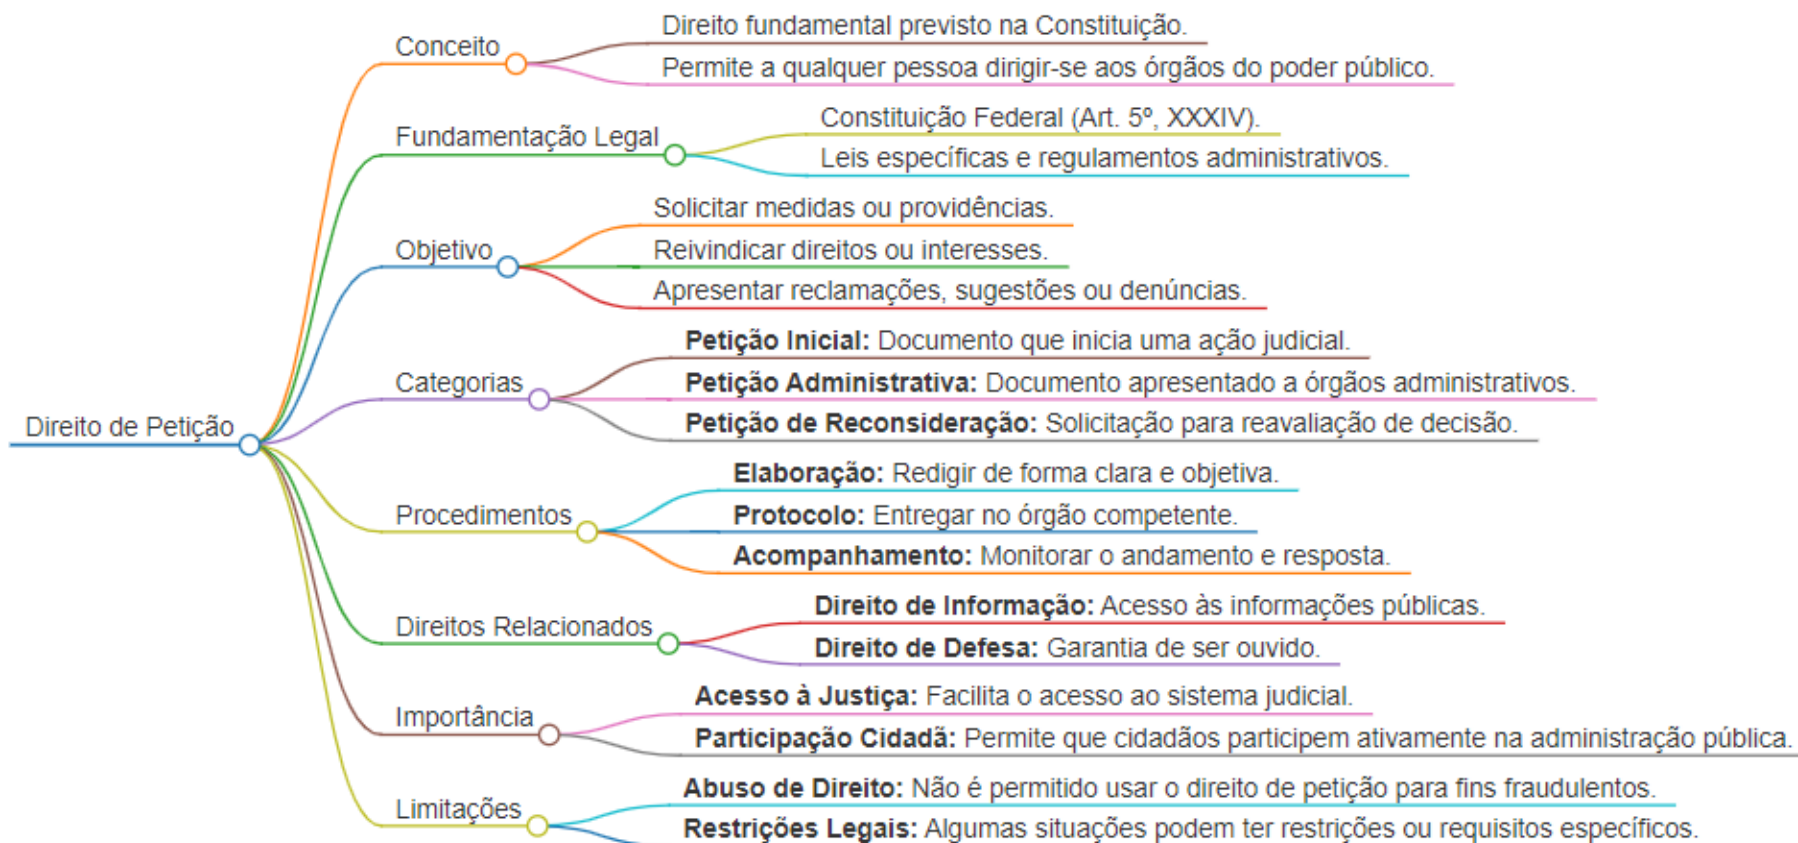 Direito de Petição
Conceito
Direito fundamental previsto na Constituição.
Permite a qualquer pessoa dirigir-se aos órgãos do poder público.
Fundamentação Legal
Constituição Federal (Art. 5º, XXXIV).
Leis específicas e regulamentos administrativos.
Objetivo
Solicitar medidas ou providências.
Reivindicar direitos ou interesses.
Apresentar reclamações, sugestões ou denúncias.
Categorias
Petição Inicial: Documento que inicia uma ação judicial.
Petição Administrativa: Documento apresentado a órgãos administrativos.
Petição de Reconsideração: Solicitação para reavaliação de decisão.
Procedimentos
Elaboração: Redigir de forma clara e objetiva.
Protocolo: Entregar no órgão competente.
Acompanhamento: Monitorar o andamento e resposta.
Direitos Relacionados
Direito de Informação: Acesso às informações públicas.
Direito de Defesa: Garantia de ser ouvido.
Importância
Acesso à Justiça: Facilita o acesso ao sistema judicial.
Participação Cidadã: Permite que cidadãos participem ativamente na administração pública.
Limitações
Abuso de Direito: Não é permitido usar o direito de petição para fins fraudulentos.
Restrições Legais: Algumas situações podem ter restrições ou requisitos específicos.